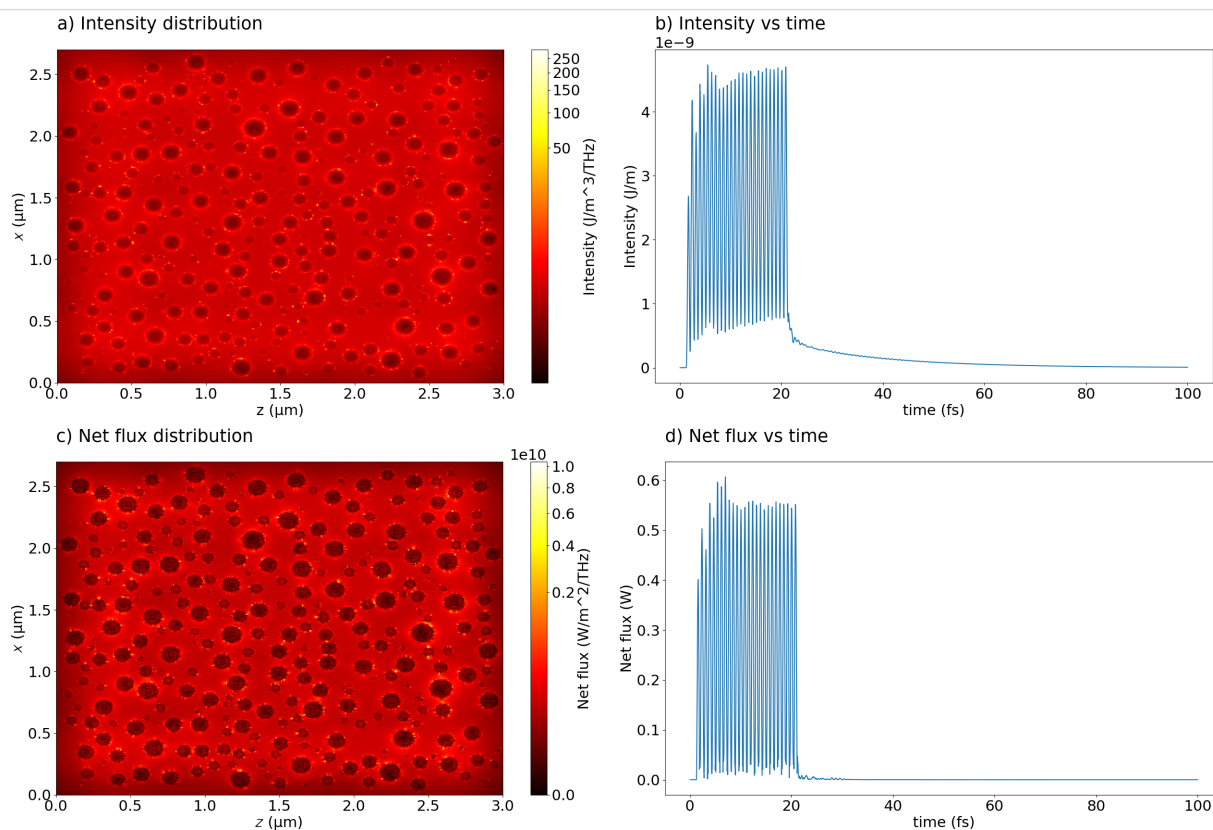 a) Intensity distribution
2.5
2.0
1.5
1.0
0.5
0.0
x (μm)
0.0 0.5 1.0 1.5 2.0 2.5 3.0
z (μm)
250
200
150
100
50
Intensity (J/m^3/THz)
b) Intensity vs time
1e−9
4
3
2
1
0
Intensity (J/m)
0 20 40 60 80 100
time (fs)
c) Net flux distribution
2.5
2.0
1.5
1.0
0.5
0.0
x (μm)
0.0 0.5 1.0 1.5 2.0 2.5 3.0
z (μm)
1e10
1.0
0.8
0.6
0.4
0.2
0.0
Net flux (W/m^2/THz)
d) Net flux vs time
0.6
0.5
0.4
0.3
0.2
0.1
0.0
Net flux (W)
0 20 40 60 80 100
time (fs)